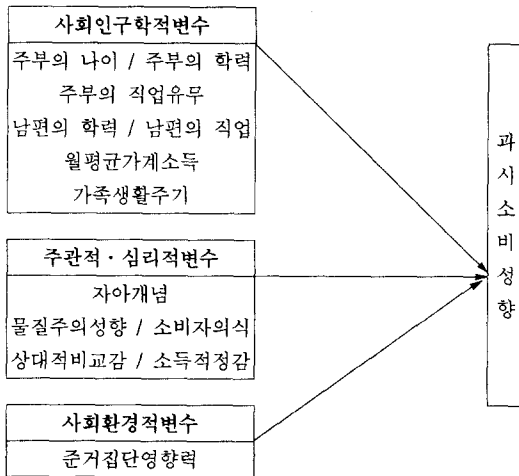 사회인구학적변수
주부의 나이 / 주부의 학력
주부의 직업유무
남편의 학력 / 남편의 직업
월평균가계소득
가족생활주기
주관적·심리적변수
자아개념
물질주의성향 / 소비자의식
상대적비교감 / 소득적정감
사회환경적변수
준거집단영향력
과시소비성향